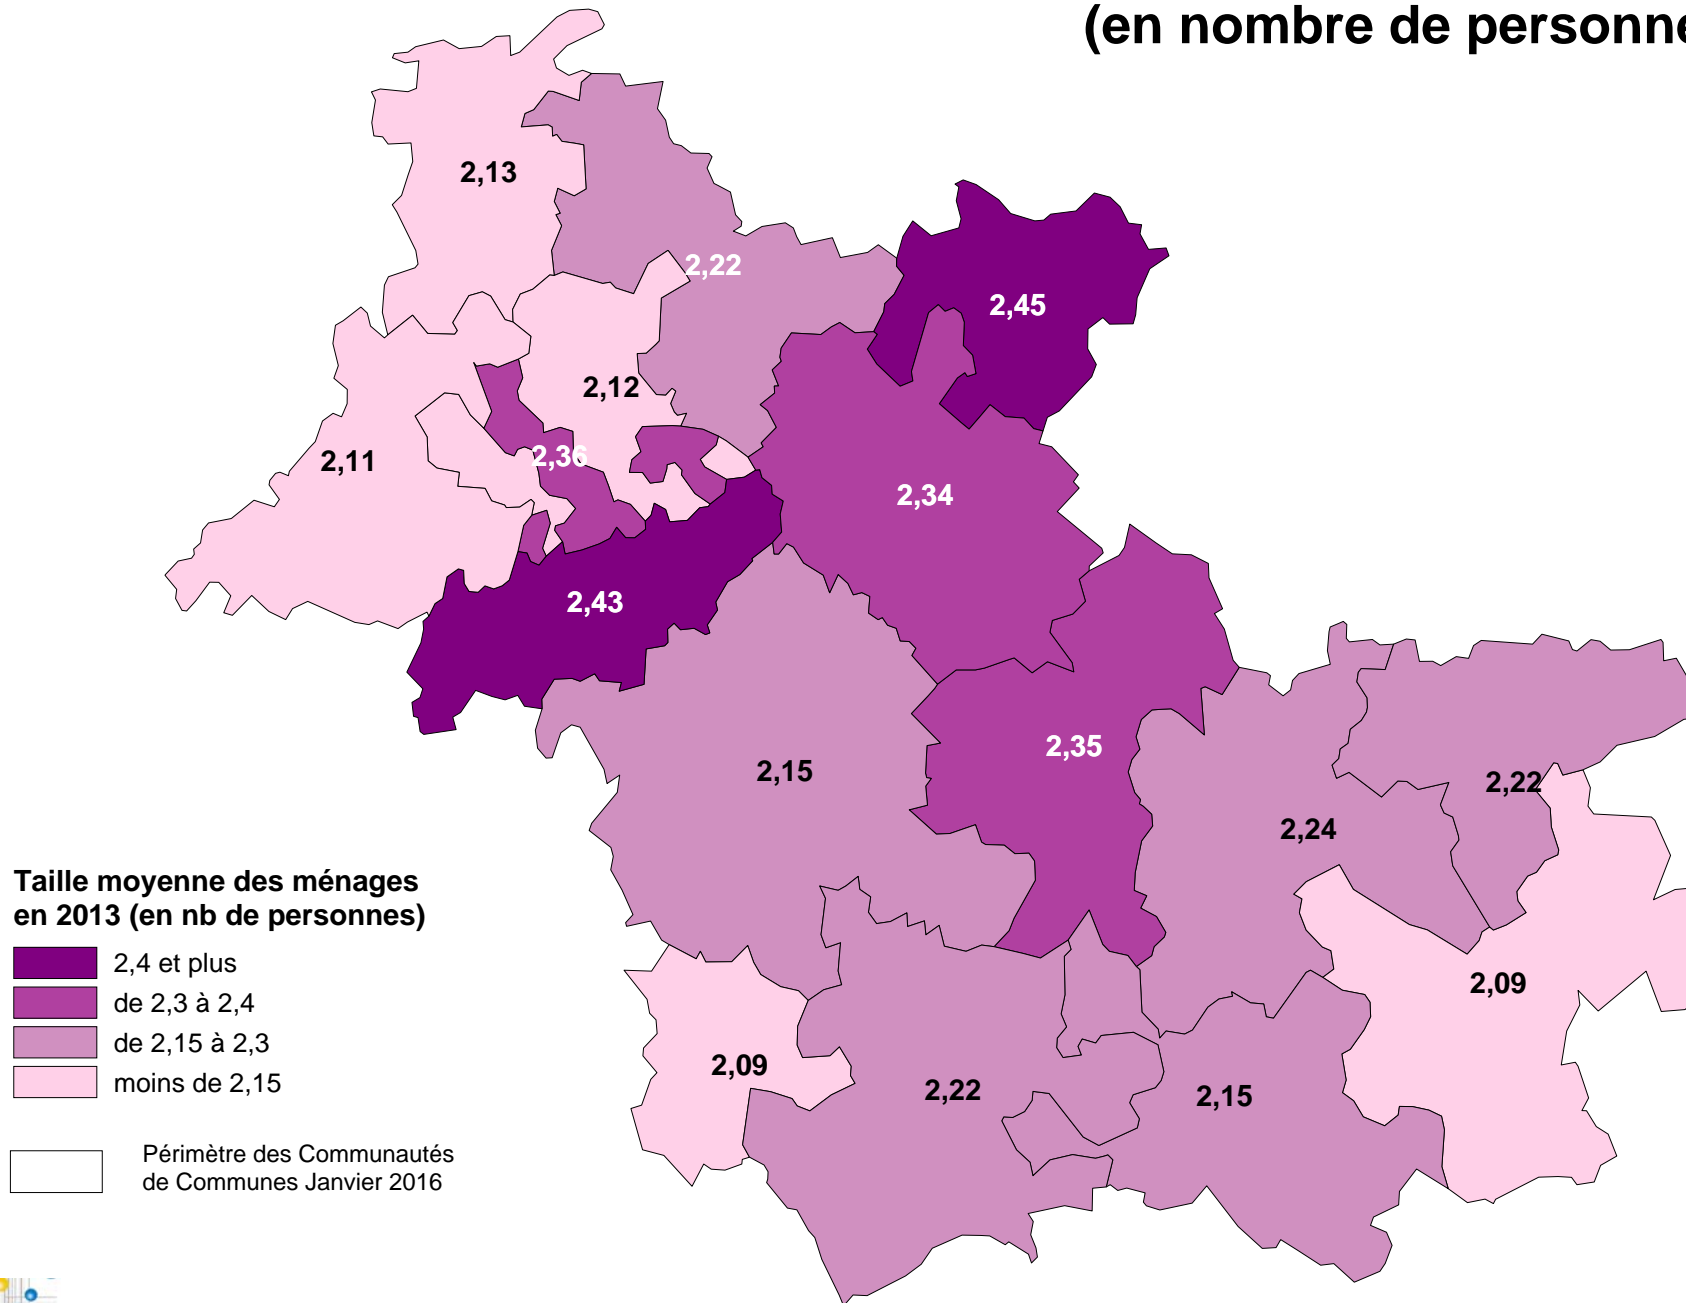 (en nombre de personne
2,13
2,22
2,45
2,12
2,11
2,36
2,34
2,43
2,35
2,15
2,22
2,24
2,09
2,09
2,22
2,15
Taille moyenne des ménages
en 2013 (en nb de personnes)
2,4 et plus
de 2,3 à 2,4
de 2,15 à 2,3
moins de 2,15
Périmètre des Communautés
de Communes Janvier 2016